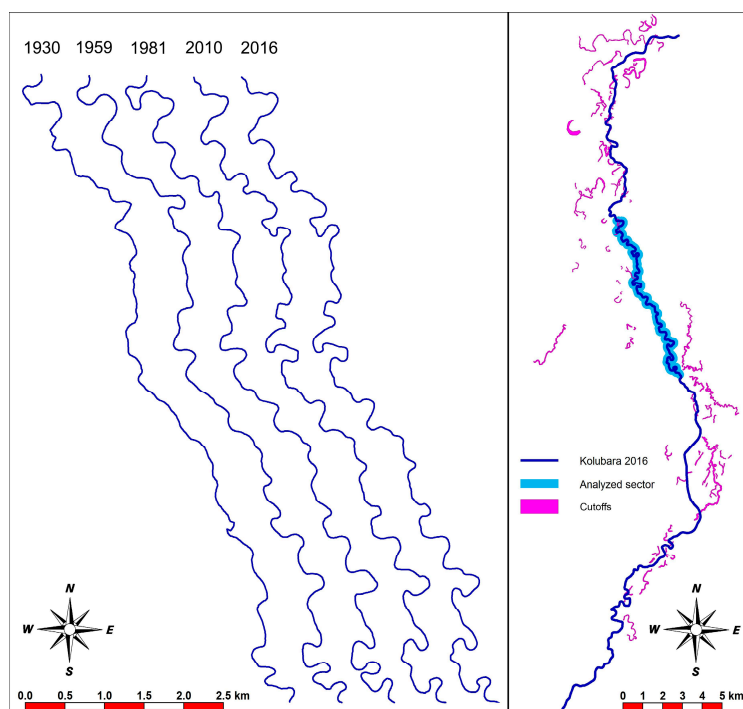 1930 1959 1981 2010 2016
N
W E
S
0.0 0.5 1.0 1.5 2.0 2.5 km
Kolubara 2016
Analyzed sector
Cutoffs
N
W E
S
0 1 2 3 4 5 km